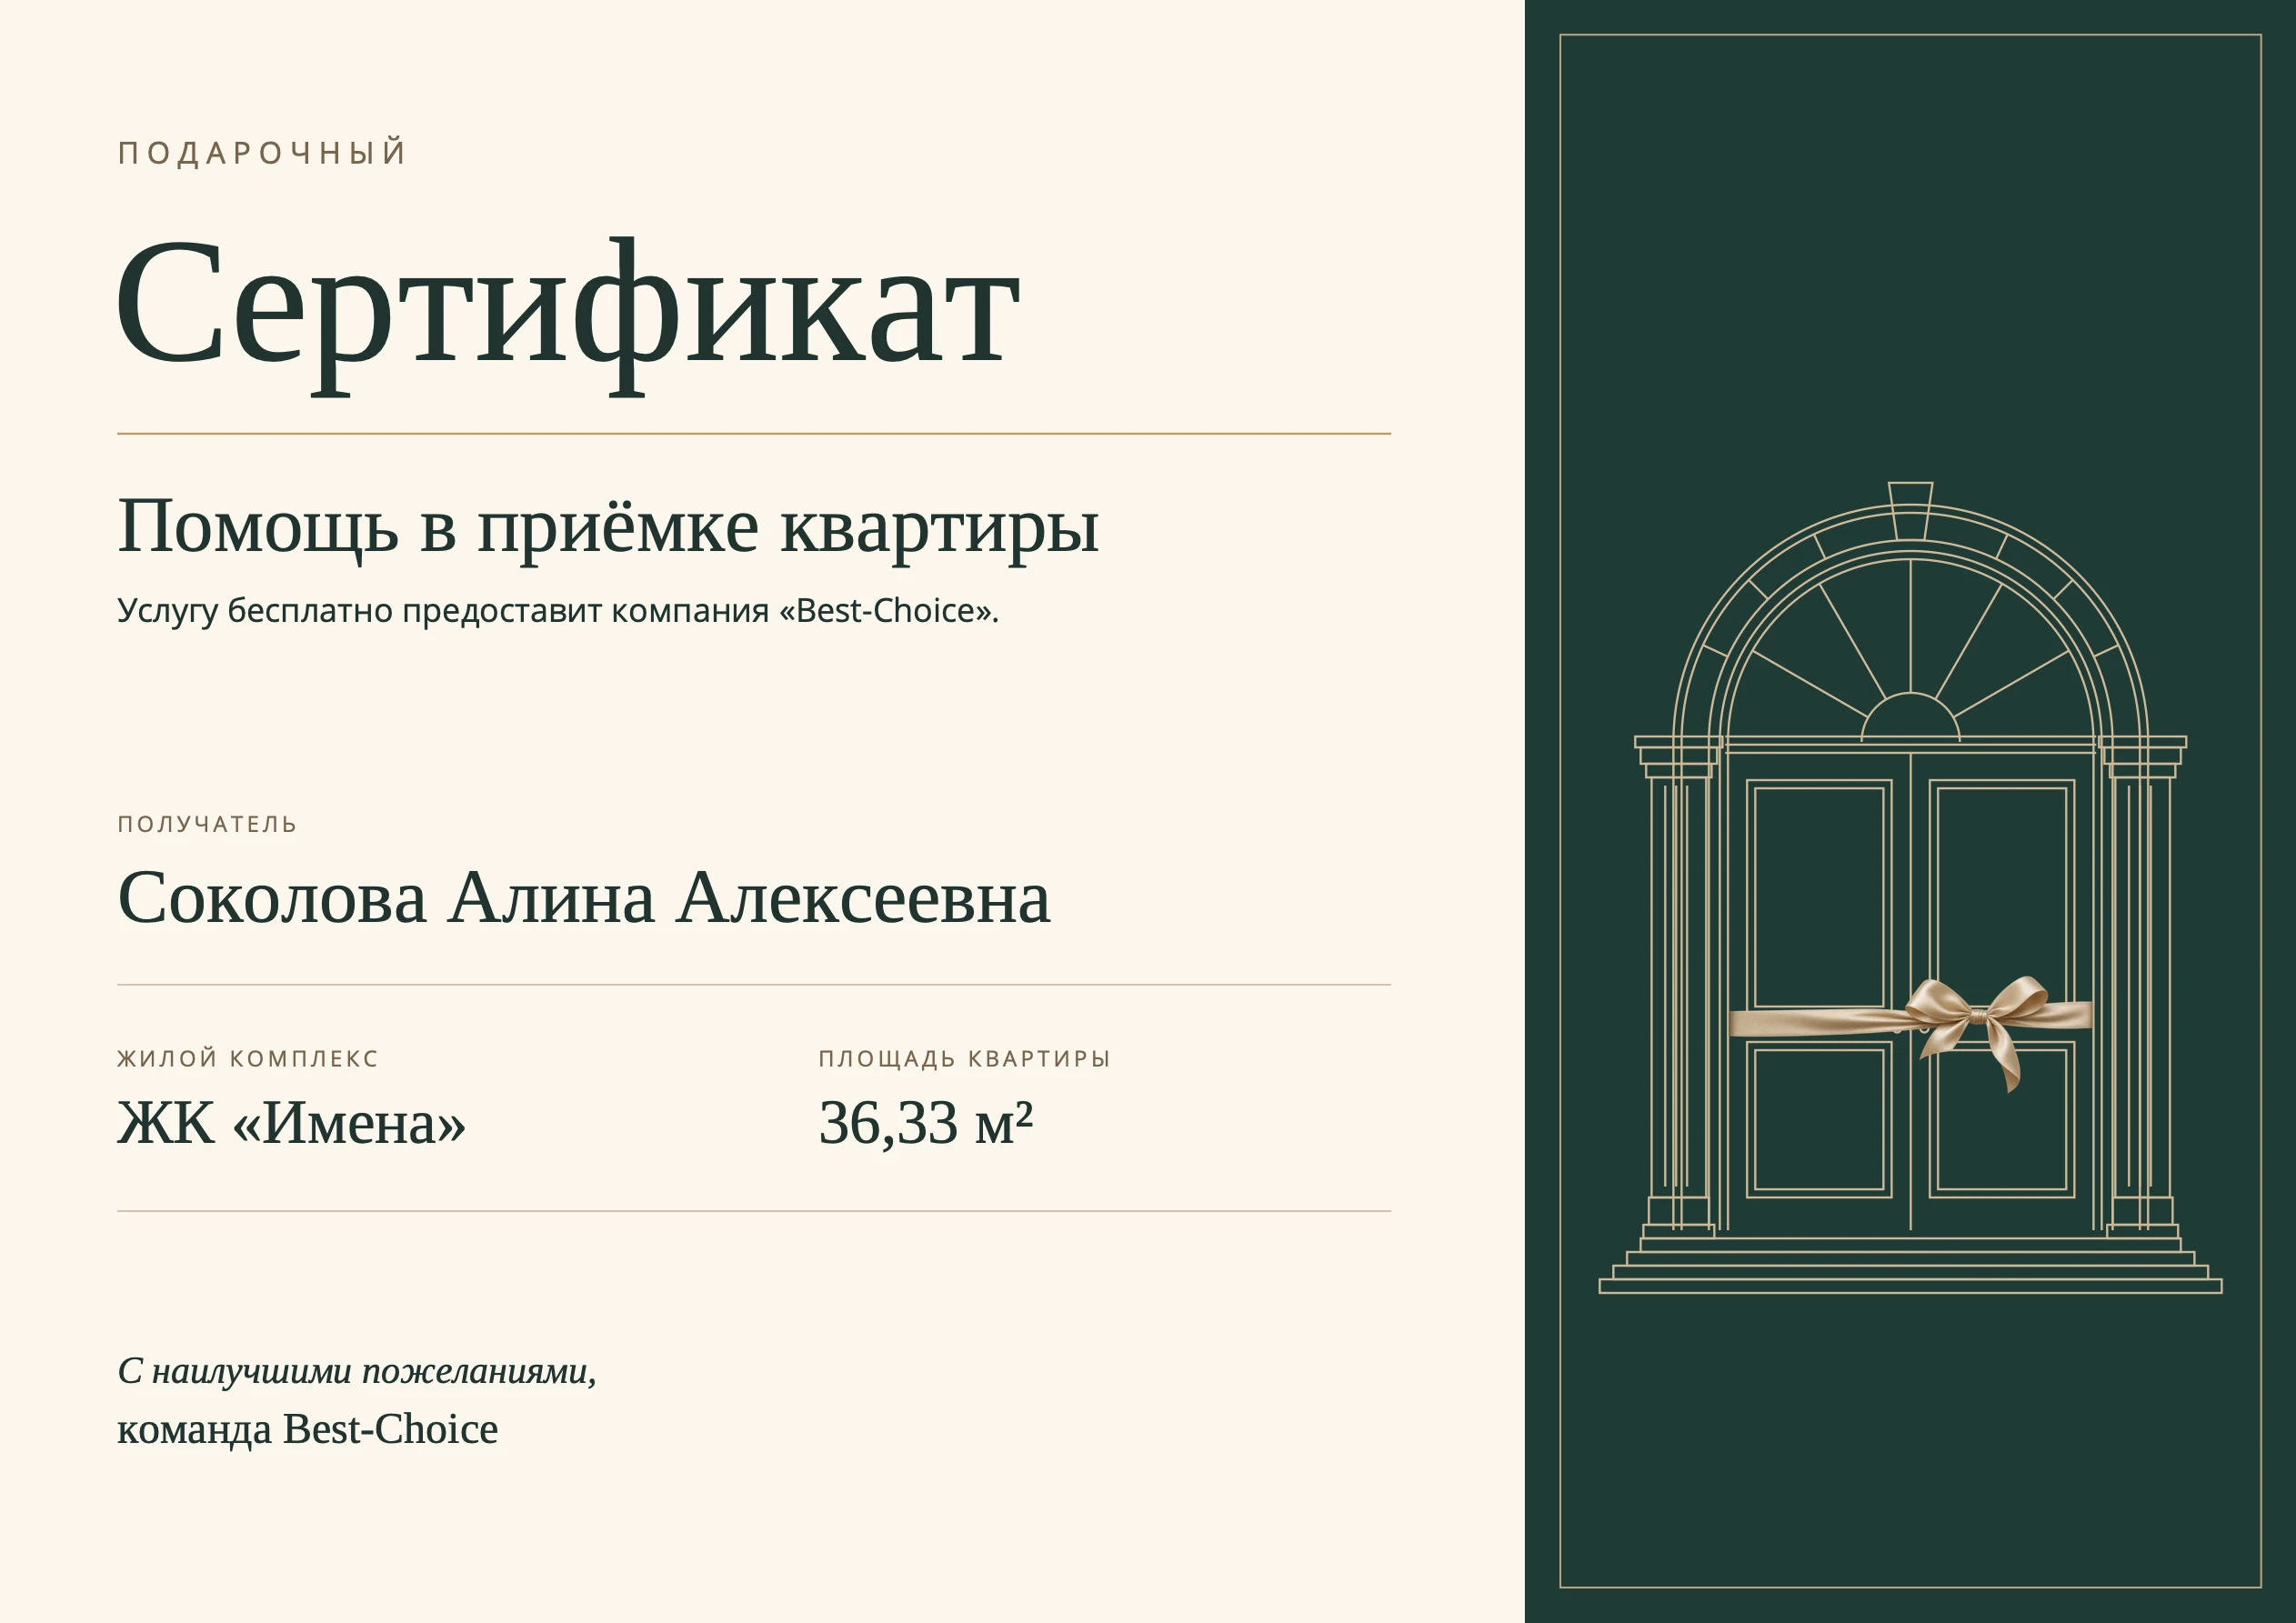 ПОДАРОЧНЫЙ
Сертификат
Помощь в приёмке квартиры
Услугу бесплатно предоставит компания «Best-Choice».
ПОЛУЧАТЕЛЬ
Соколова Алина Алексеевна
ЖИЛОЙ КОМПЛЕКС
ЖК «Имена»
ПЛОЩАДЬ КВАРТИРЫ
36,33 м²
С наилучшими пожеланиями,
команда Best-Choice